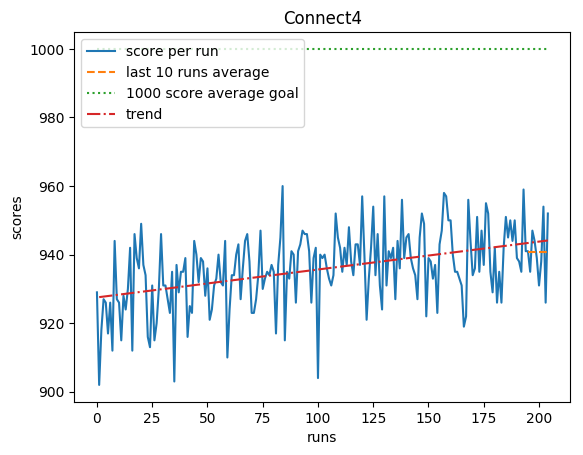 Connect4
score per run
last 10 runs average
1000 score average goal
trend
scores
1000
980
960
940
920
900
0
25
50
75
100
125
150
175
200
runs